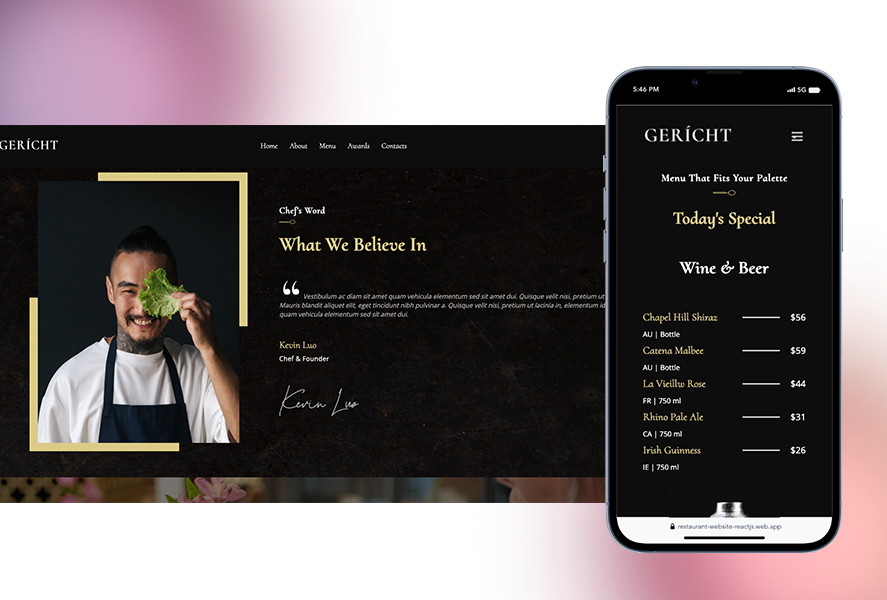 GERÍCHT
Home About Menu Awards Contacts
Chef's Word
What We Believe In
“ Vestibulum ac diam sit amet quam vehicula elementum sed sit amet dui. Quisque velit nisi, pretium ut
Mauris blandit aliquet elit, eget tincidunt nibh pulvinar a. Quisque velit nisi, pretium ut lacinia in, elementum id
quam vehicula elementum sed sit amet dui.
Kevin Luo
Chef & Founder
Kevin Luo
5:46 PM 5G
GERÍCHT
Menu That Fits Your Palette
Today's Special
Wine & Beer
Chapel Hill Shiraz $56
AU | Bottle
Catena Malbee $59
AU | Bottle
La Vieillw Rose $44
FR | 750 ml
Rhino Pale Ale $31
CA | 750 ml
Irish Guinness $26
IE | 750 ml
restaurant-website-reactjs.web.app